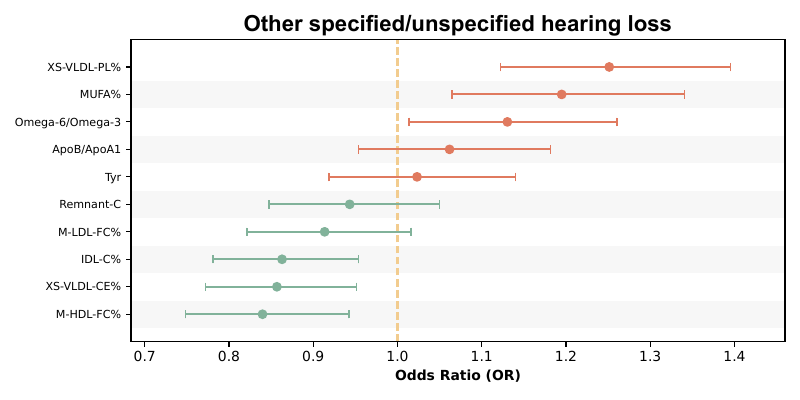 Other specified/unspecified hearing loss
XS-VLDL-PL%
MUFA%
Omega-6/Omega-3
ApoB/ApoA1
Tyr
Remnant-C
M-LDL-FC%
IDL-C%
XS-VLDL-CE%
M-HDL-FC%
0.7 0.8 0.9 1.0 1.1 1.2 1.3 1.4
Odds Ratio (OR)